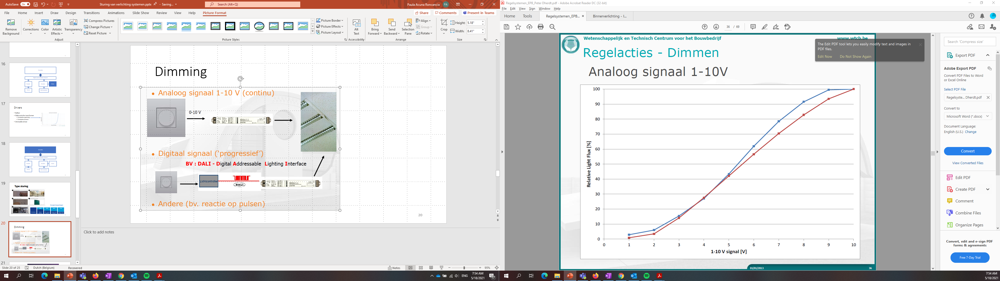 AutoSave On Sturing van verlichting systemen.pptx - Saving... Search (Alt+Q) Paula Acuna Roncancio PA
File Home Insert Draw Design Transitions Animations Slide Show Review View Help Picture Format Share Comments Present in Teams
Remove Background Corrections Color Artistic Effects Transparency Compress Pictures Change Picture Reset Picture
Picture Border Picture Effects Picture Layout Alt Text Bring Forward Send Backward Selection Pane Align Group Rotate Crop Height: 5.18" Width: 8.41"
Adjust Picture Styles Accessibility Arrange Size
16
17
Drivers
18
19
Type sturing
20
Dimming
21
Dimming
• Analoog signaal 1-10 V (continu)
0-10 V
• Digitaal signaal (‘progressief’)
BV : DALI - Digital Addressable Lighting Interface
Lichtcontroller
DALI
• Andere (bv. reactie op pulsen)
20
Click to add notes
Slide 20 of 25 Dutch (Belgium) Recovered Notes 95%
ENG 7:54 AM
5/18/2021
17
Regelsystemen_EPB_Peter Dherdt.pdf - Adobe Acrobat Reader DC (32-bit)
File Edit View Sign Window Help
Home Tools Regelsystemen_EPB... Binnenverlichting - I...
36 / 69
Wetenschappelijk en Technisch Centrum voor het Bouwbedrijf www.wtcb.be
The Edit PDF tool lets you easily modify text and images in
PDF files.
Edit Now Do Not Show Again
Regelacties - Dimmen
Analoog signaal 1-10V
100
90
80
70
60
50
40
30
20
10
0
Relative Light Flux [%]
0 1 2 3 4 5 6 7 8 9 10
1-10 V signal [V]
01/01/2013 36
Search 'Compress size'
Export PDF
Adobe Export PDF
Convert PDF Files to Word
or Excel Online
Select PDF File
Regelsyste... Dherdt.pdf
Convert to
Microsoft Word (*.docx)
Document Language:
English (U.S.) Change
Convert
View Converted Files
Edit PDF
Create PDF
Comment
Combine Files
Organize Pages
Convert, edit and e-sign PDF
forms & agreements
Free 7-Day Trial
7:54 AM
5/18/2021